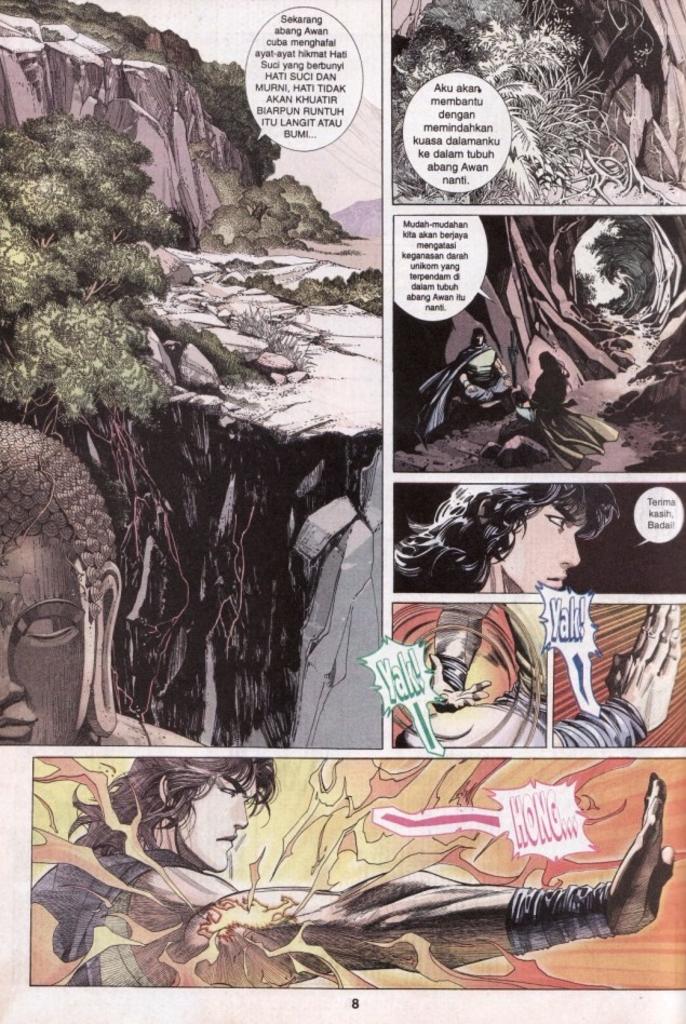 Sekarang
abang Awan
cuba menghafal
ayat-ayat hikmat Hati
Suci yang berbunyi
HATI SUCI DAN
MURNI, HATI TIDAK
AKAN KHUATIR
BIARPUN RUNTUH
ITU LANGIT ATAU
BUMI...
Aku akan
membantu
dengan
memindahkan
kuasa dalamanku
ke dalam tubuh
abang Awan
nanti.
Mudah-mudahan
kita akan berjaya
mengatasi
keganasan darah
unikom yang
terpendam di
dalam tubuh
abang Awan itu
nanti.
Terima
kasih,
Badai!
Yak!
Yak!
HONG...
8